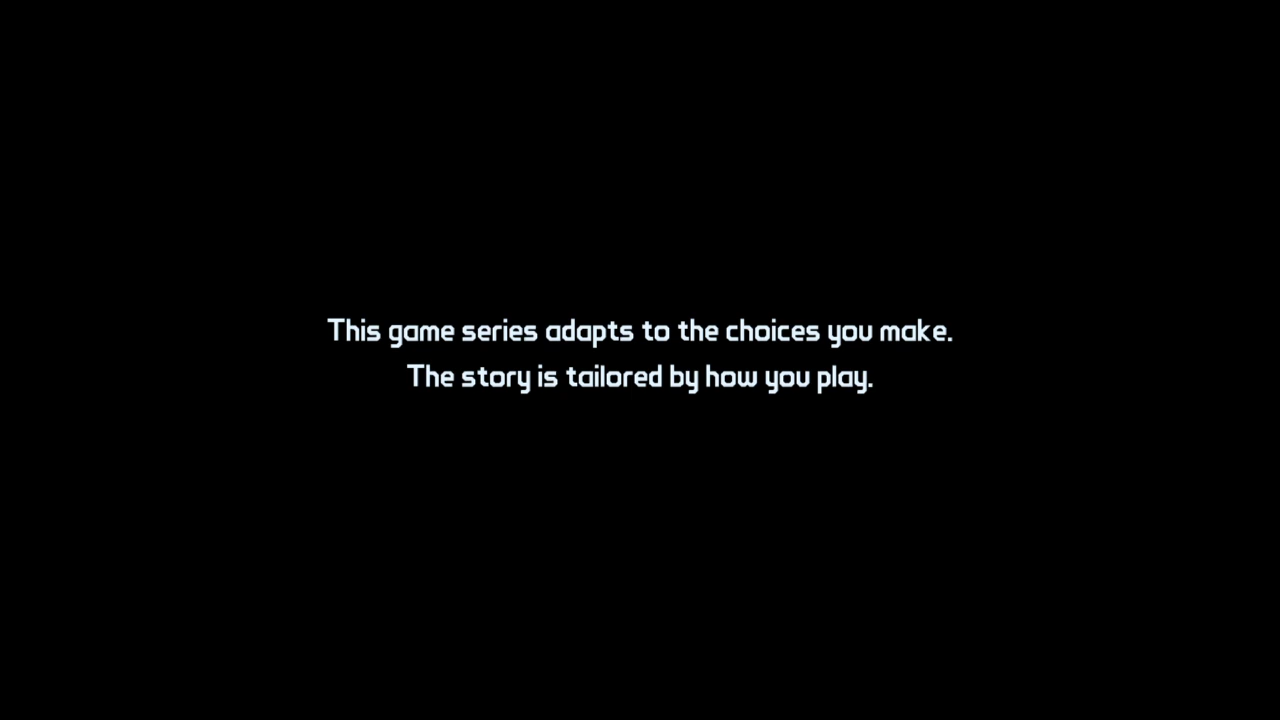 This game series adapts to the choices you make.
The story is tailored by how you play.